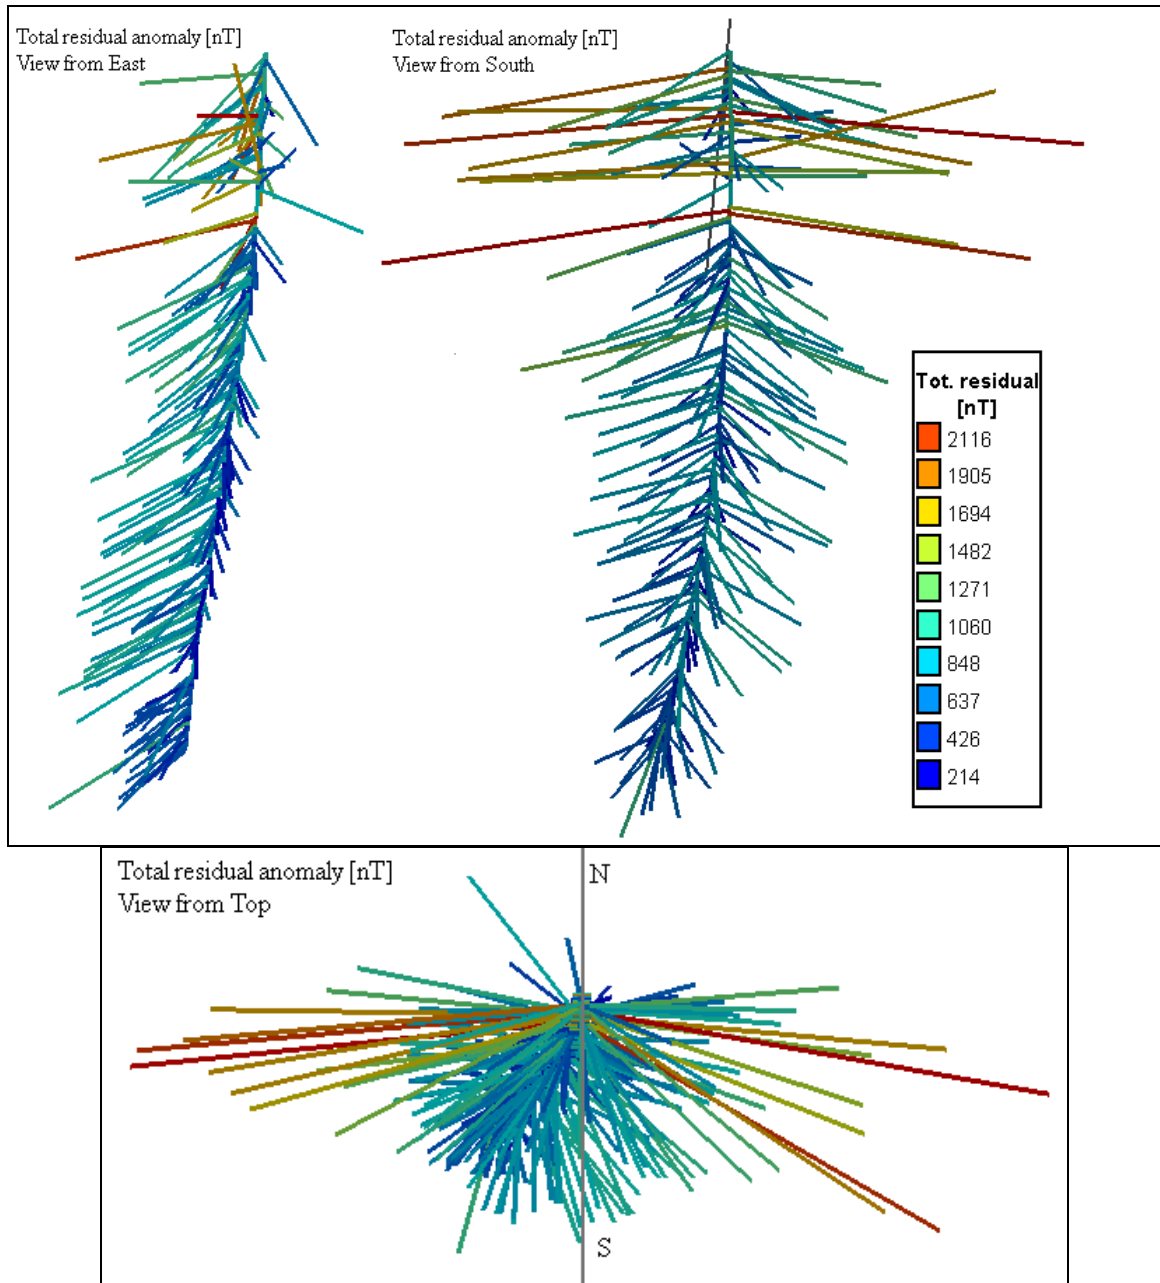 Total residual anomaly [nT]
View from East
Total residual anomaly [nT]
View from South
Tot. residual
[nT]
2116
1905
1694
1482
1271
1060
848
637
426
214
Total residual anomaly [nT]
View from Top
N
S